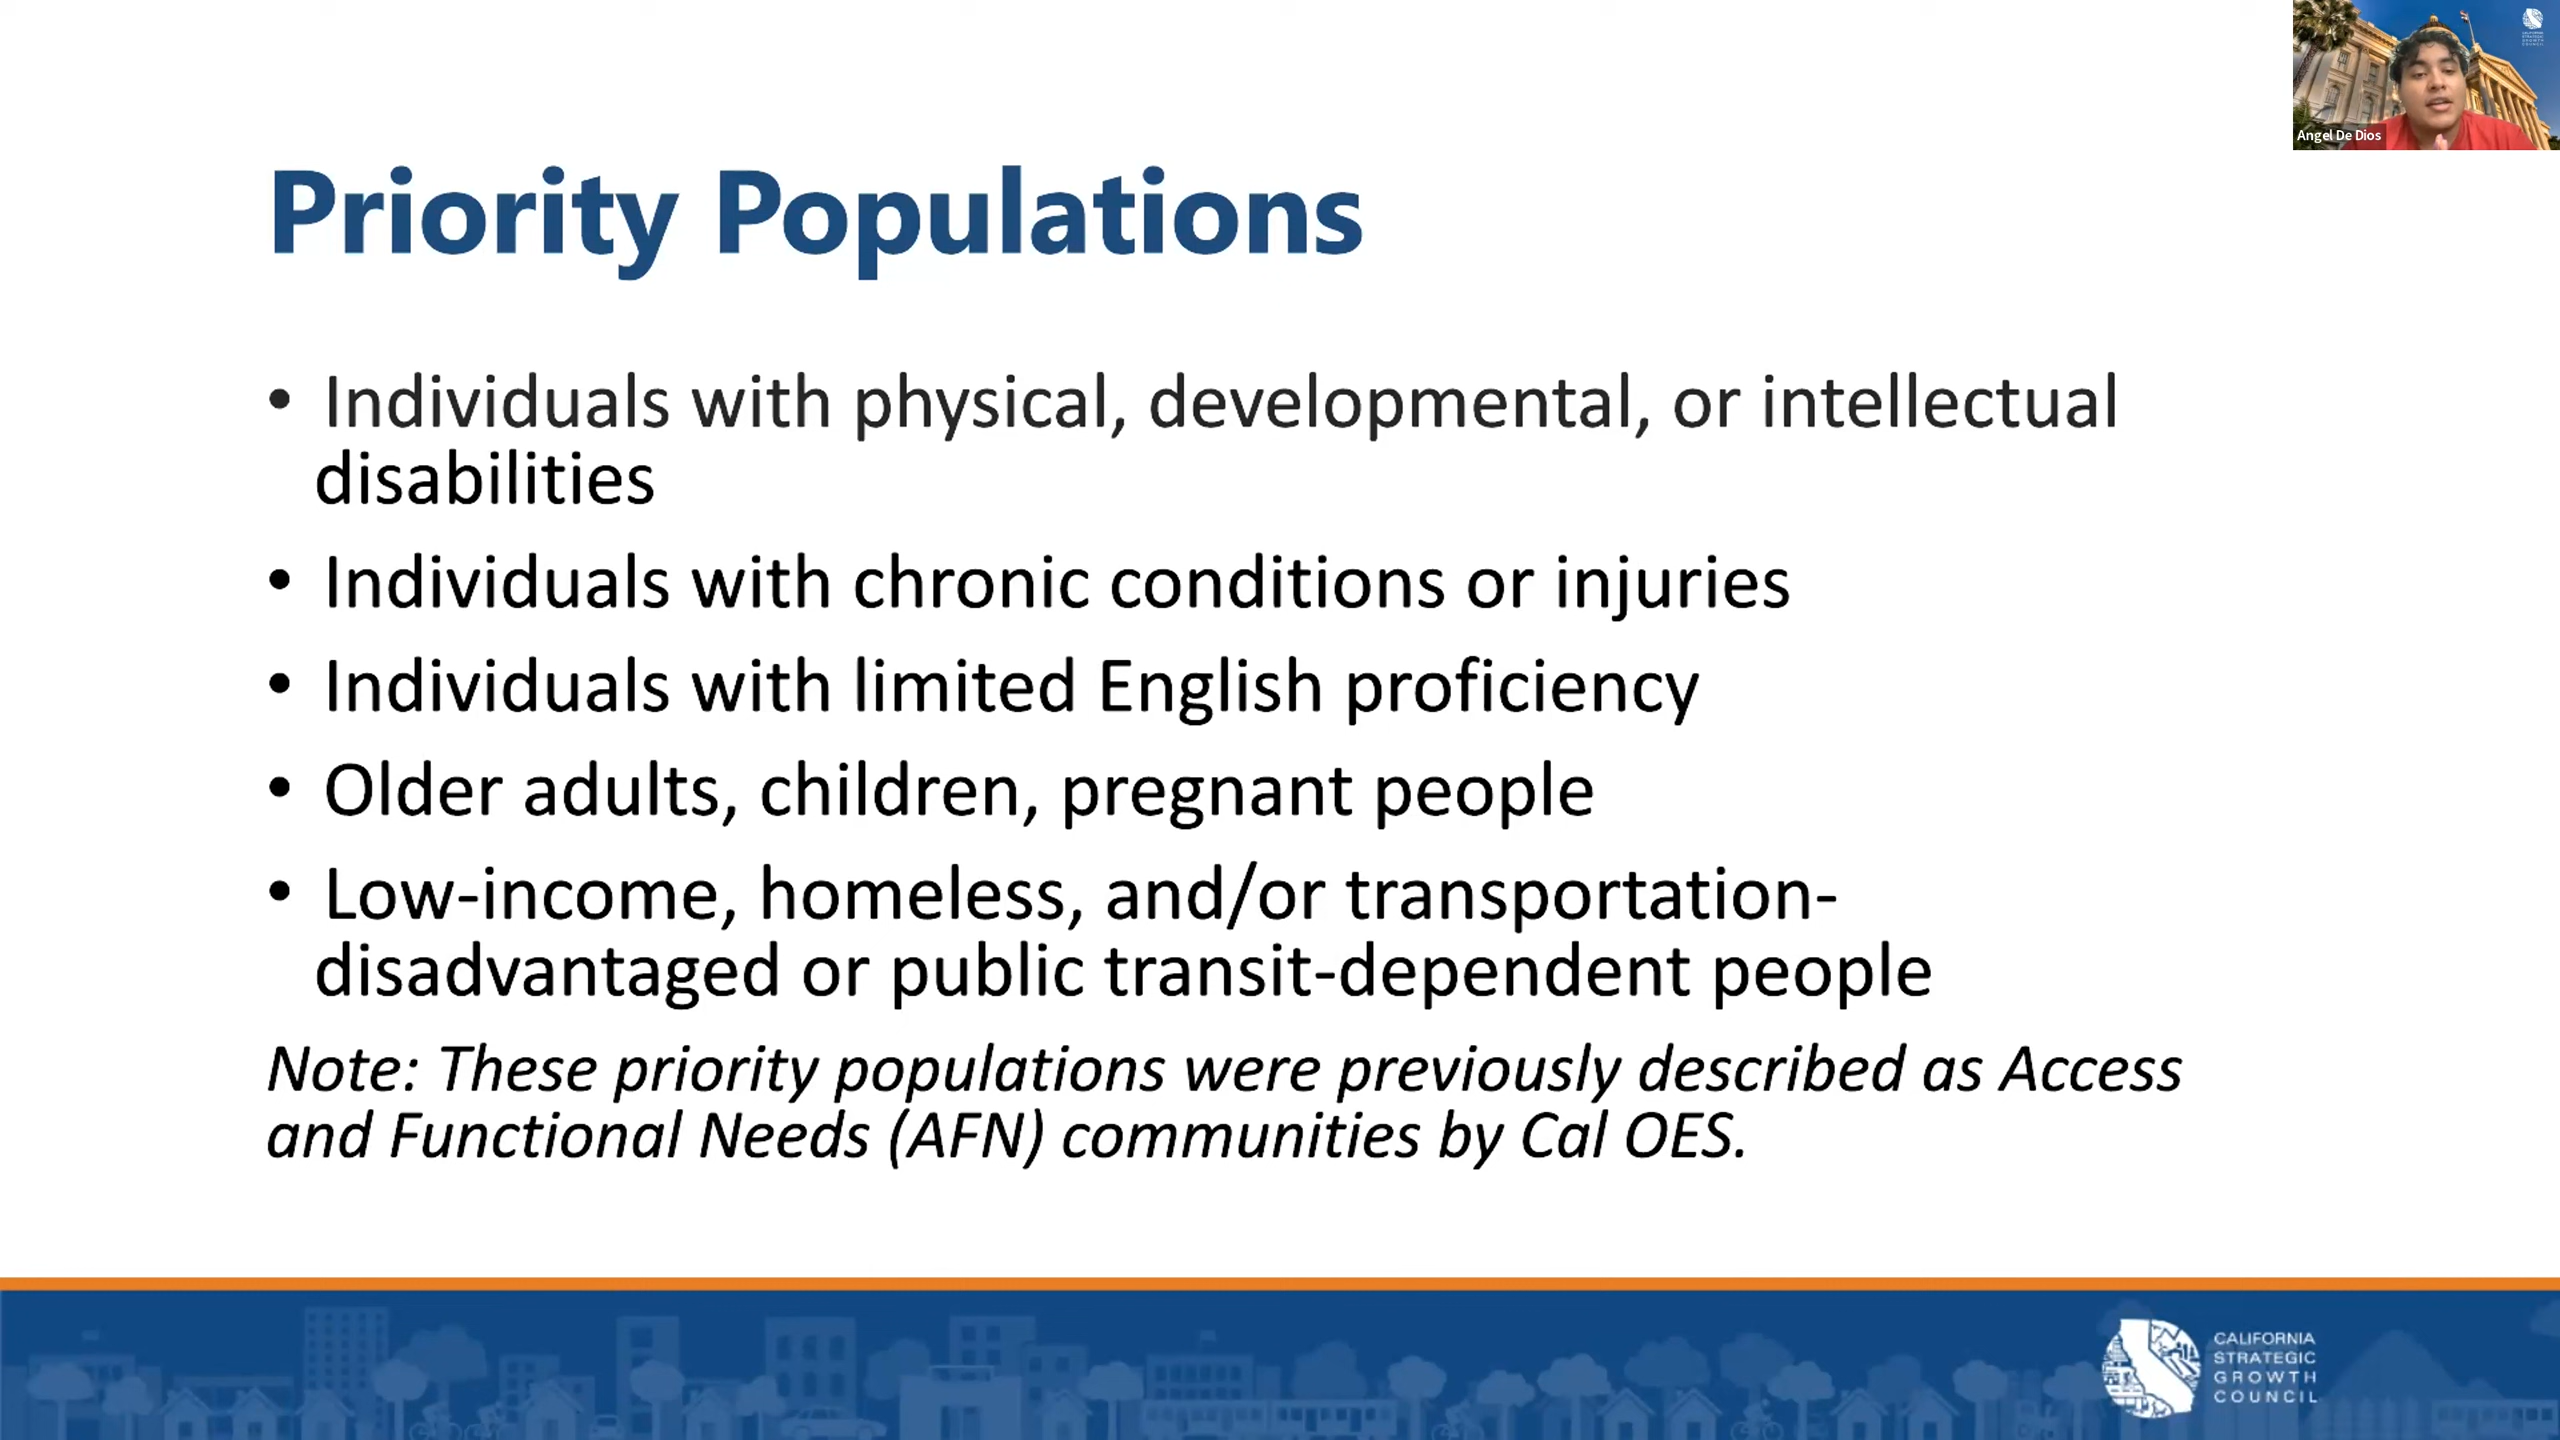 Angel De Dios
Priority Populations
• Individuals with physical, developmental, or intellectual
disabilities
• Individuals with chronic conditions or injuries
• Individuals with limited English proficiency
• Older adults, children, pregnant people
• Low-income, homeless, and/or transportation-
disadvantaged or public transit-dependent people
Note: These priority populations were previously described as Access
and Functional Needs (AFN) communities by Cal OES.
CALIFORNIA
STRATEGIC
GROWTH
COUNCIL